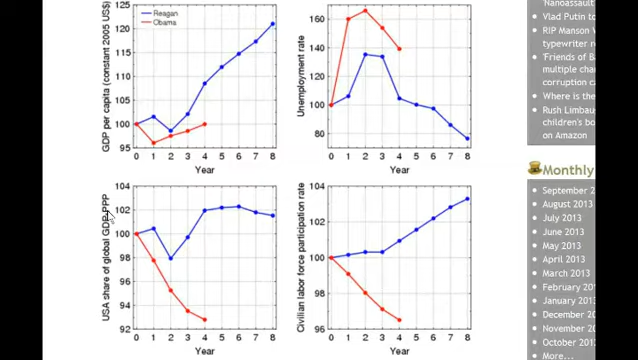 GDP per capita (constant 2005 US$)
125
120
115
110
105
100
95
Reagan
Obama
0 1 2 3 4 5 6 7 8
Year
Unemployment rate
160
140
120
100
80
0 1 2 3 4 5 6 7 8
Year
USA share of global GDP-PPP
104
102
100
98
96
94
92
0 1 2 3 4 5 6 7 8
Year
Civilian labor force participation rate
104
102
100
98
96
0 1 2 3 4 5 6 7 8
Year
'Nanoassault'
Vlad Putin to
RIP Manson
typewriter
'Friends of
multiple
cancellation
Where is the
Rush Limbau
children's bo
on Amazon
Monthly
September 2
August 2013
July 2013
June 2013
May 2013
April 2013
March 2013
February 201
January 2013
December 20
November 20
October 201
More...